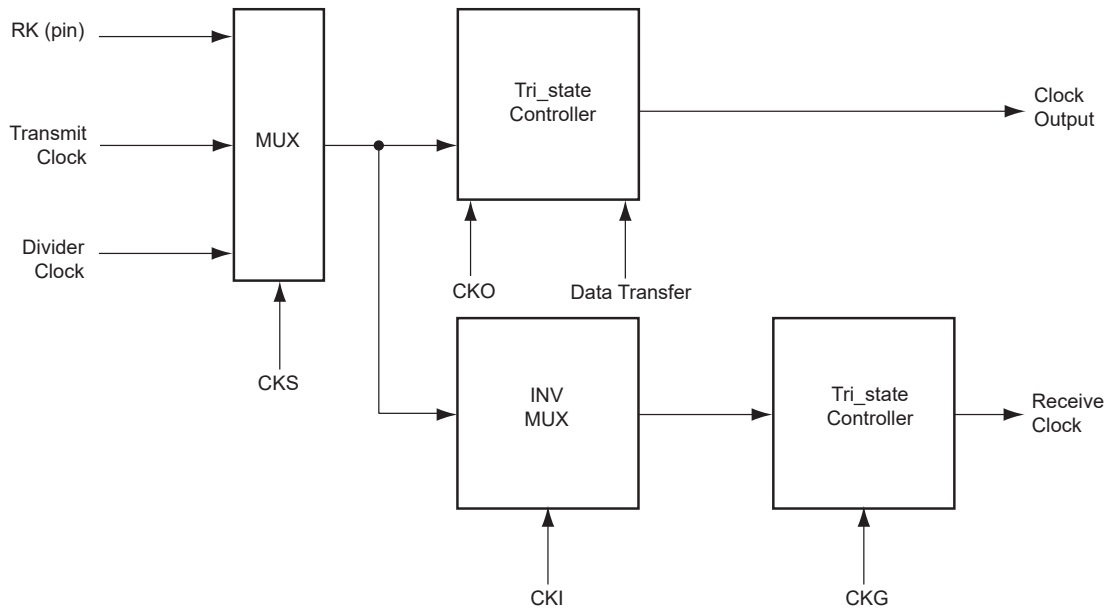 RK (pin)
Transmit
Clock
Divider
Clock
MUX
CKS
Tri_state
Controller
CKO
Data Transfer
Clock
Output
INV
MUX
CKI
Tri_state
Controller
CKG
Receive
Clock